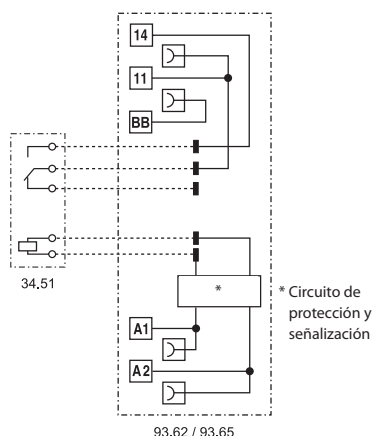 14
11
BB
34.51
*
* Circuito de
protección y
señalización
A1
A2
93.62 / 93.65